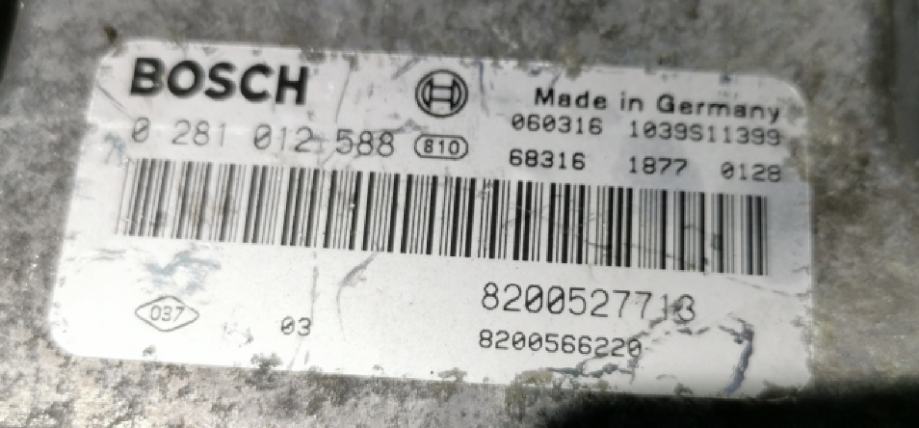 BOSCH
Made in Germany
0 281 012 588 810
060316 1039S11399
68316 1877 0128
8200527713
037
03
8200566220